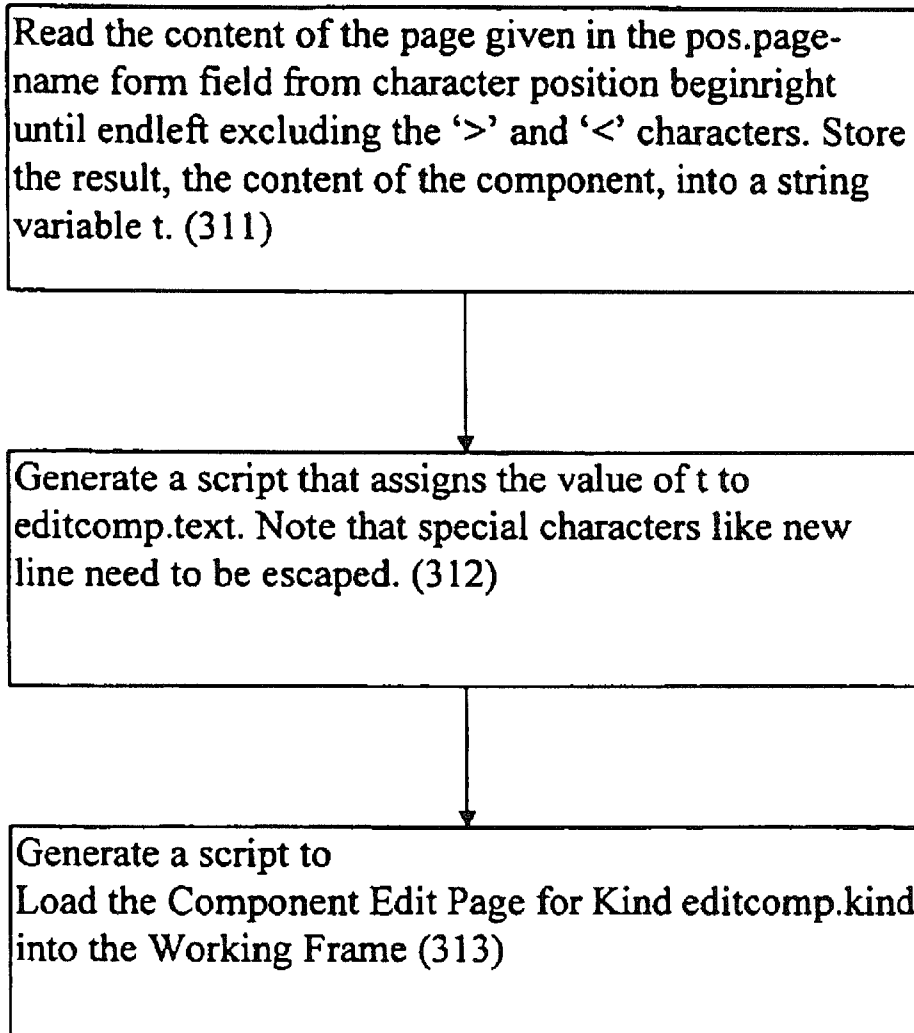 Read the content of the page given in the pos.page-
name form field from character position beginright
until endleft excluding the ‘>’ and ‘<’ characters. Store
the result, the content of the component, into a string
variable t. (311)
Generate a script that assigns the value of t to
editcomp.text. Note that special characters like new
line need to be escaped. (312)
Generate a script to
Load the Component Edit Page for Kind editcomp.kind
into the Working Frame (313)